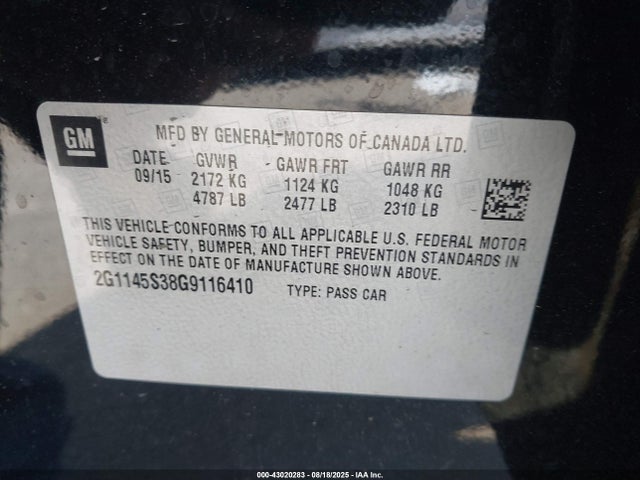 GM
MFD BY GENERAL MOTORS OF CANADA LTD.
DATE GVWR GAWR FRT GAWR RR
09/15 2172 KG 1124 KG 1048 KG
4787 LB 2477 LB 2310 LB
THIS VEHICLE CONFORMS TO ALL APPLICABLE U.S. FEDERAL MOTOR
VEHICLE SAFETY, BUMPER, AND THEFT PREVENTION STANDARDS IN
EFFECT ON THE DATE OF MANUFACTURE SHOWN ABOVE.
2G1145S38G9116410 TYPE: PASS CAR
000-43020283 - 08/18/2025 - IAA Inc.